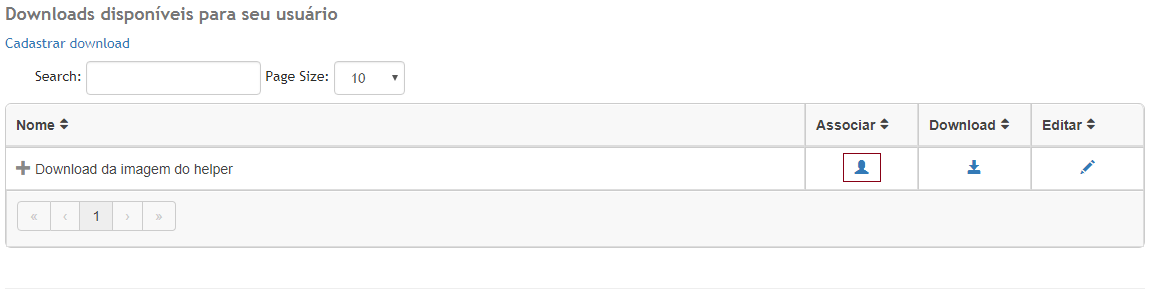 Downloads disponíveis para seu usuário
Cadastrar download
Search: Page Size: 10
Nome Associar Download Editar
Download da imagem do helper
« ‹ 1 › »